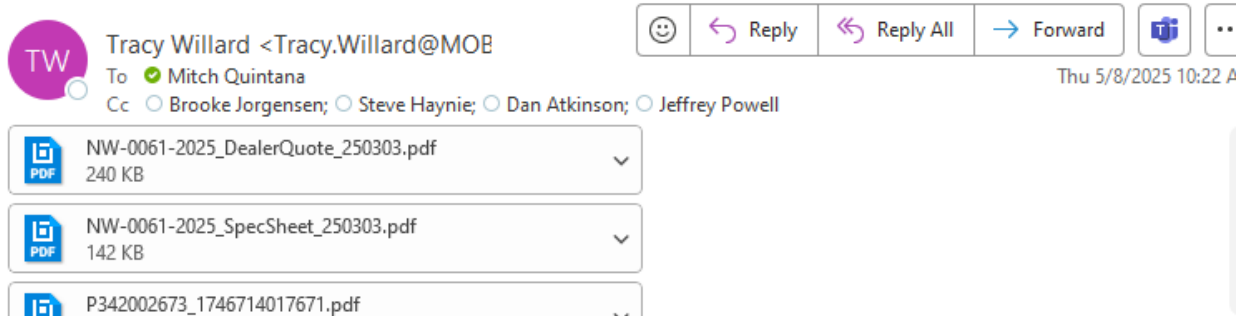 Reply
Reply All
Forward
TW
Tracy Willard <Tracy.Willard@MOB
To Mitch Quintana
Thu 5/8/2025 10:22 A
Cc Brooke Jorgensen; Steve Haynie; Dan Atkinson; Jeffrey Powell
NW-0061-2025_DealerQuote_250303.pdf
PDF
240 KB
NW-0061-2025_SpecSheet_250303.pdf
PDF
142 KB
P342002673_1746714017671.pdf